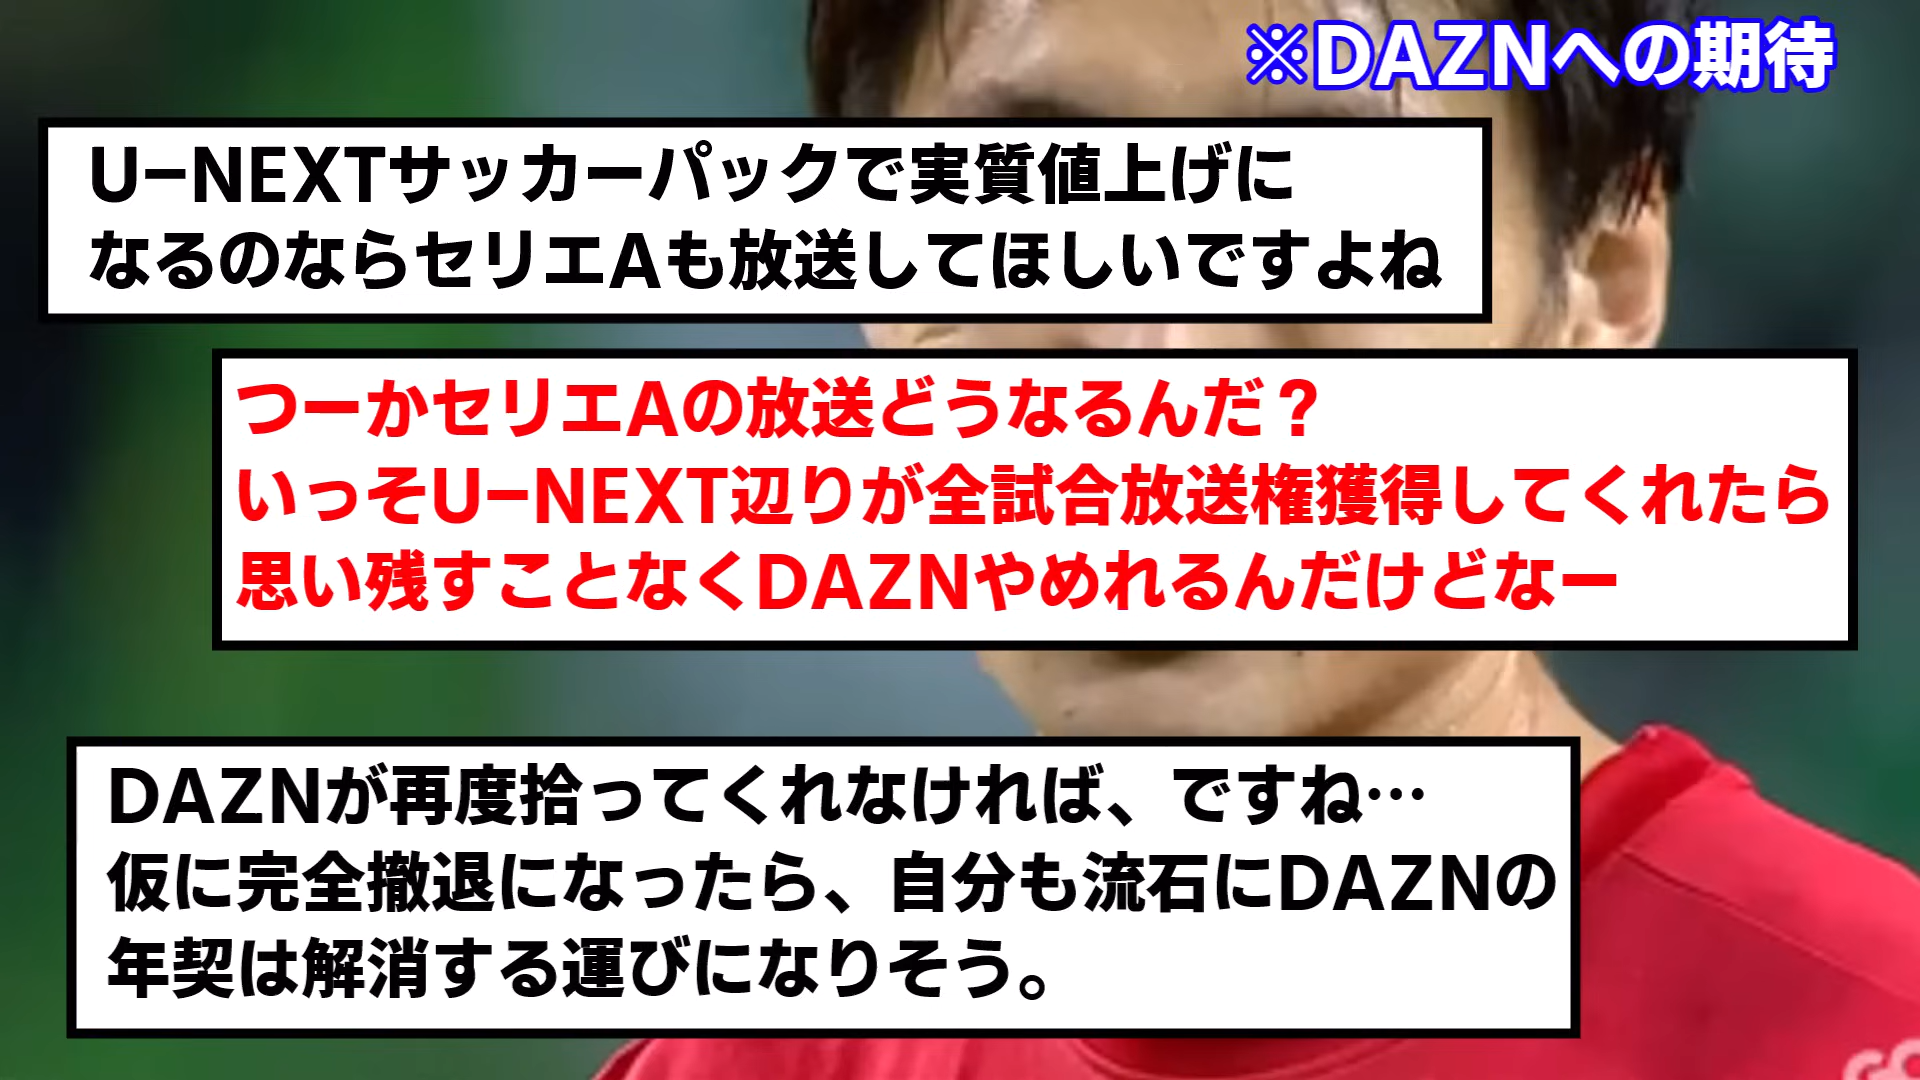 ※DAZNへの期待
U−NEXTサッカーパックで実質値上げに
なるのならセリエAも放送してほしいですよね
つーかセリエAの放送どうなるんだ？
いっそU−NEXT辺りが全試合放送権獲得してくれたら
思い残すことなくDAZNやめれるんだけどなー
DAZNが再度拾ってくれなければ、ですね…
仮に完全撤退になったら、自分も流石にDAZNの
年契は解消する運びになりそう。